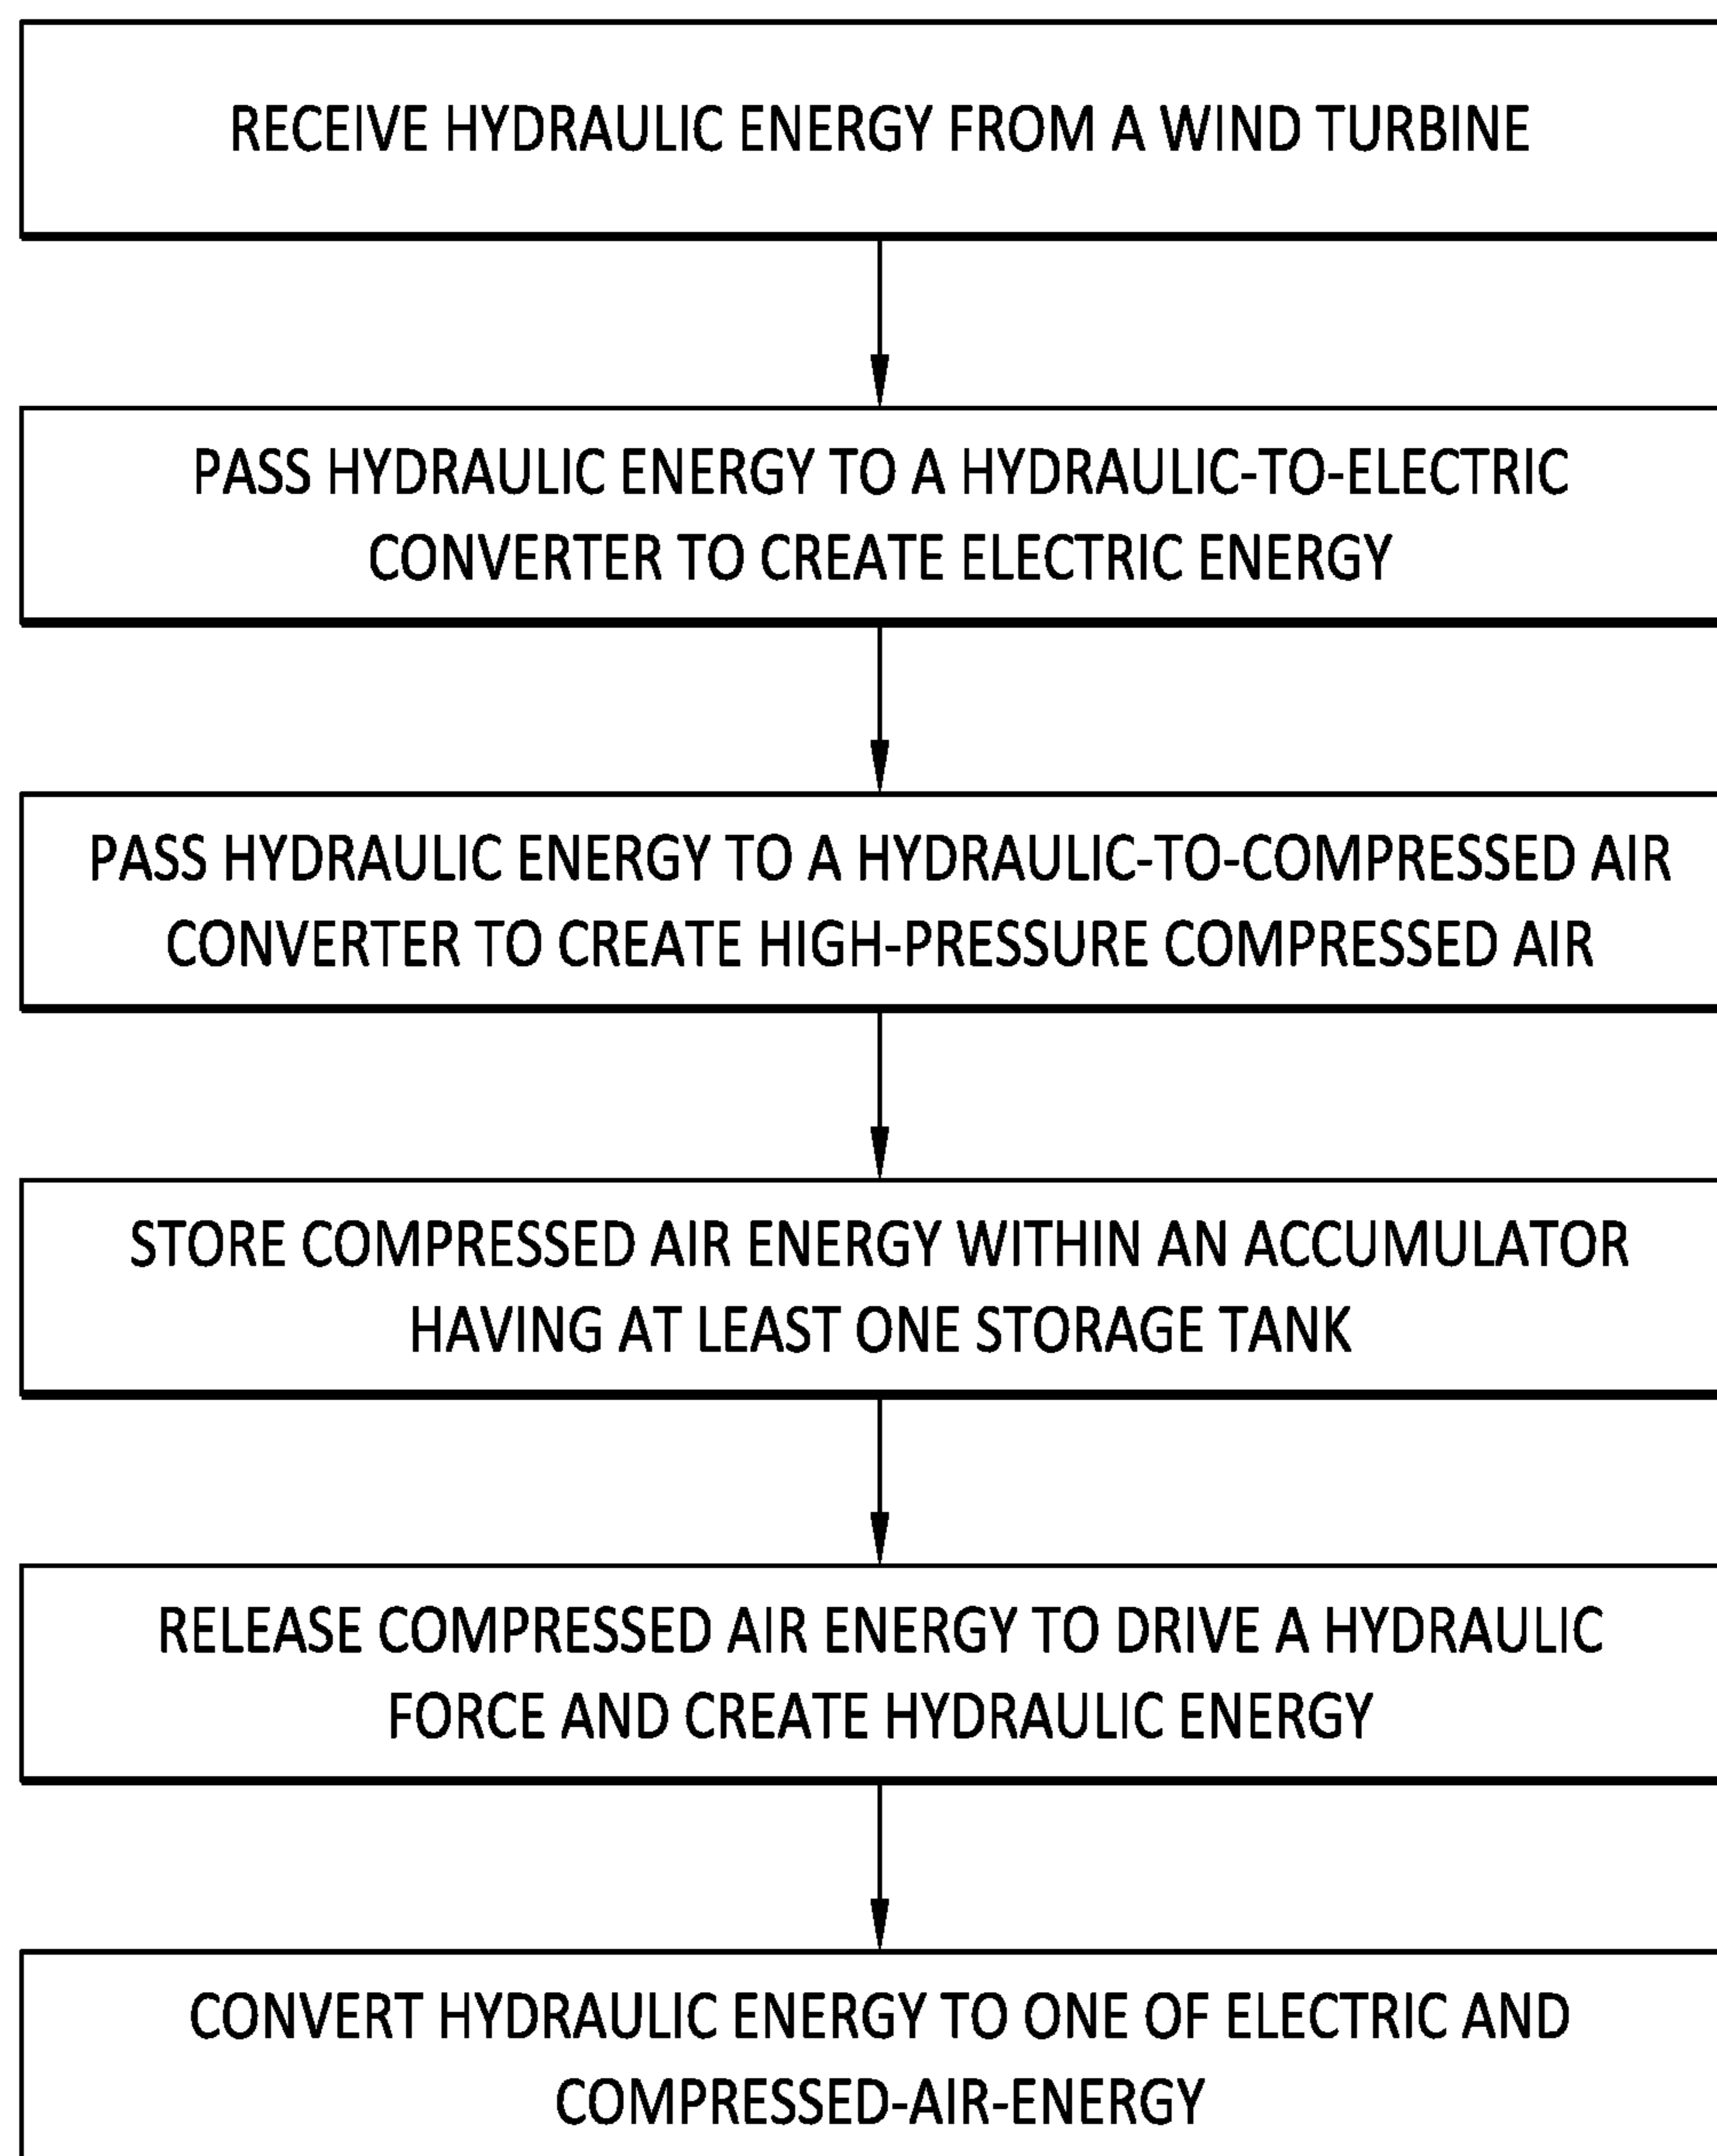 RECEIVE HYDRAULIC ENERGY FROM A WIND TURBINE
PASS HYDRAULIC ENERGY TO A HYDRAULIC-TO-ELECTRIC
CONVERTER TO CREATE ELECTRIC ENERGY
PASS HYDRAULIC ENERGY TO A HYDRAULIC-TO-COMPRESSED AIR
CONVERTER TO CREATE HIGH-PRESSURE COMPRESSED AIR
STORE COMPRESSED AIR ENERGY WITHIN AN ACCUMULATOR
HAVING AT LEAST ONE STORAGE TANK
RELEASE COMPRESSED AIR ENERGY TO DRIVE A HYDRAULIC
FORCE AND CREATE HYDRAULIC ENERGY
CONVERT HYDRAULIC ENERGY TO ONE OF ELECTRIC AND
COMPRESSED-AIR-ENERGY